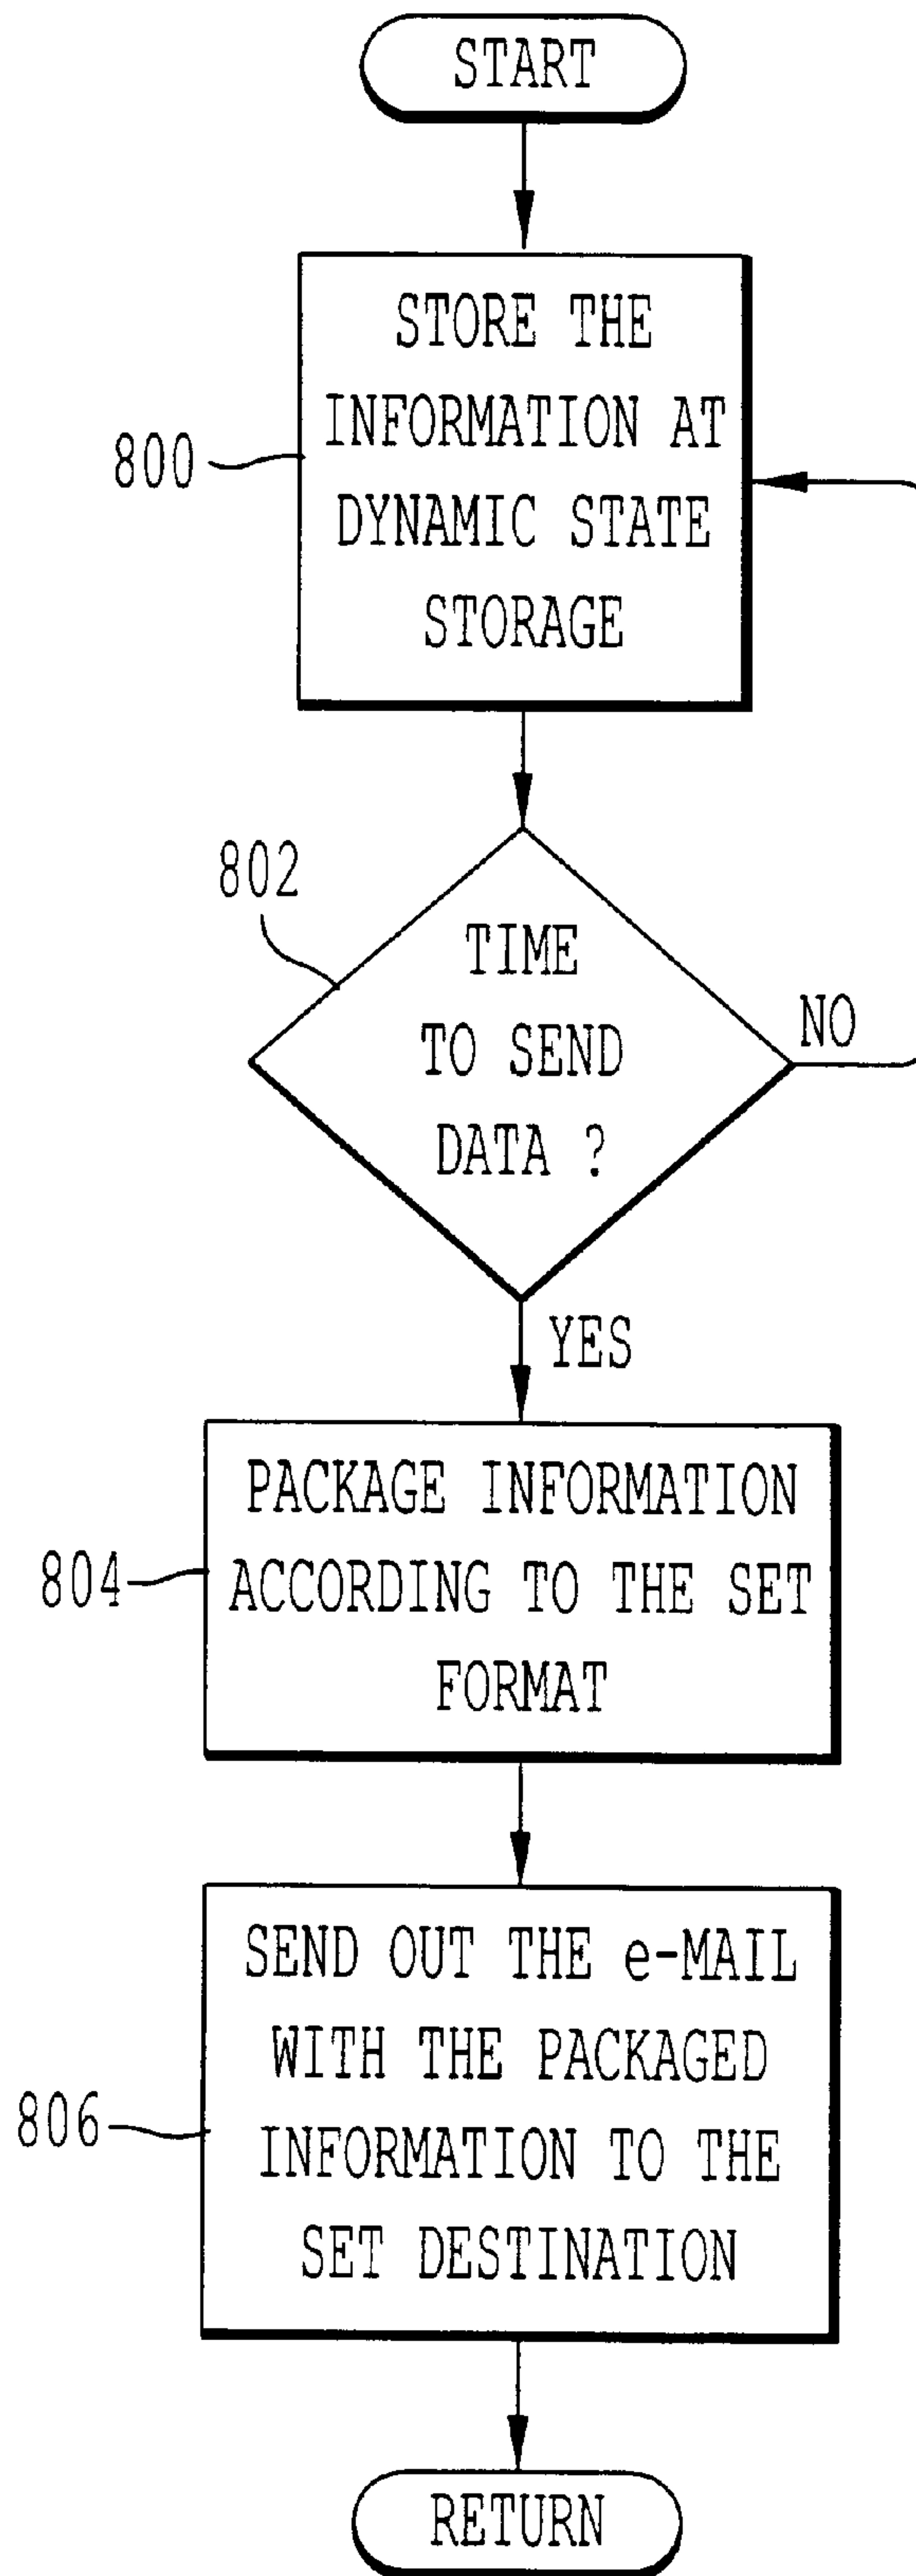 START
STORE THE
INFORMATION AT
DYNAMIC STATE
STORAGE
800
802
TIME
TO SEND
DATA ?
NO
YES
PACKAGE INFORMATION
ACCORDING TO THE SET
FORMAT
804
SEND OUT THE e-MAIL
WITH THE PACKAGED
INFORMATION TO THE
SET DESTINATION
806
RETURN